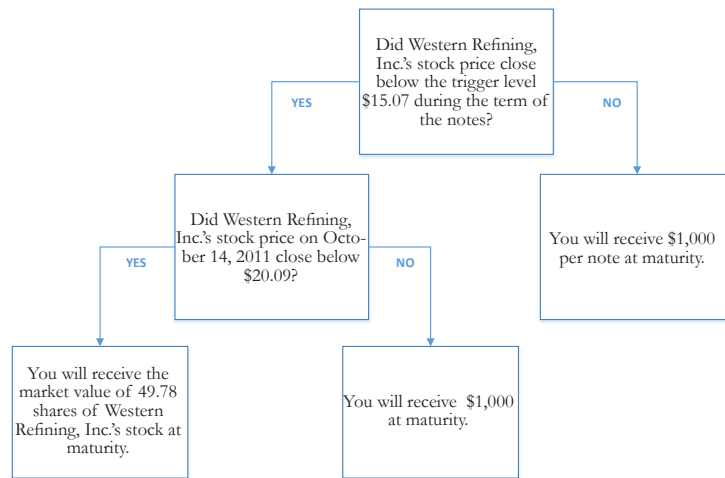 Did Western Refining,
Inc.'s stock price close
below the trigger level
$15.07 during the term of
the notes?
YES
NO
Did Western Refining,
Inc.'s stock price on Octo-
ber 14, 2011 close below
$20.09?
You will receive $1,000
per note at maturity.
YES
NO
You will receive the
market value of 49.78
shares of Western
Refining, Inc.'s stock at
maturity.
You will receive $1,000
at maturity.